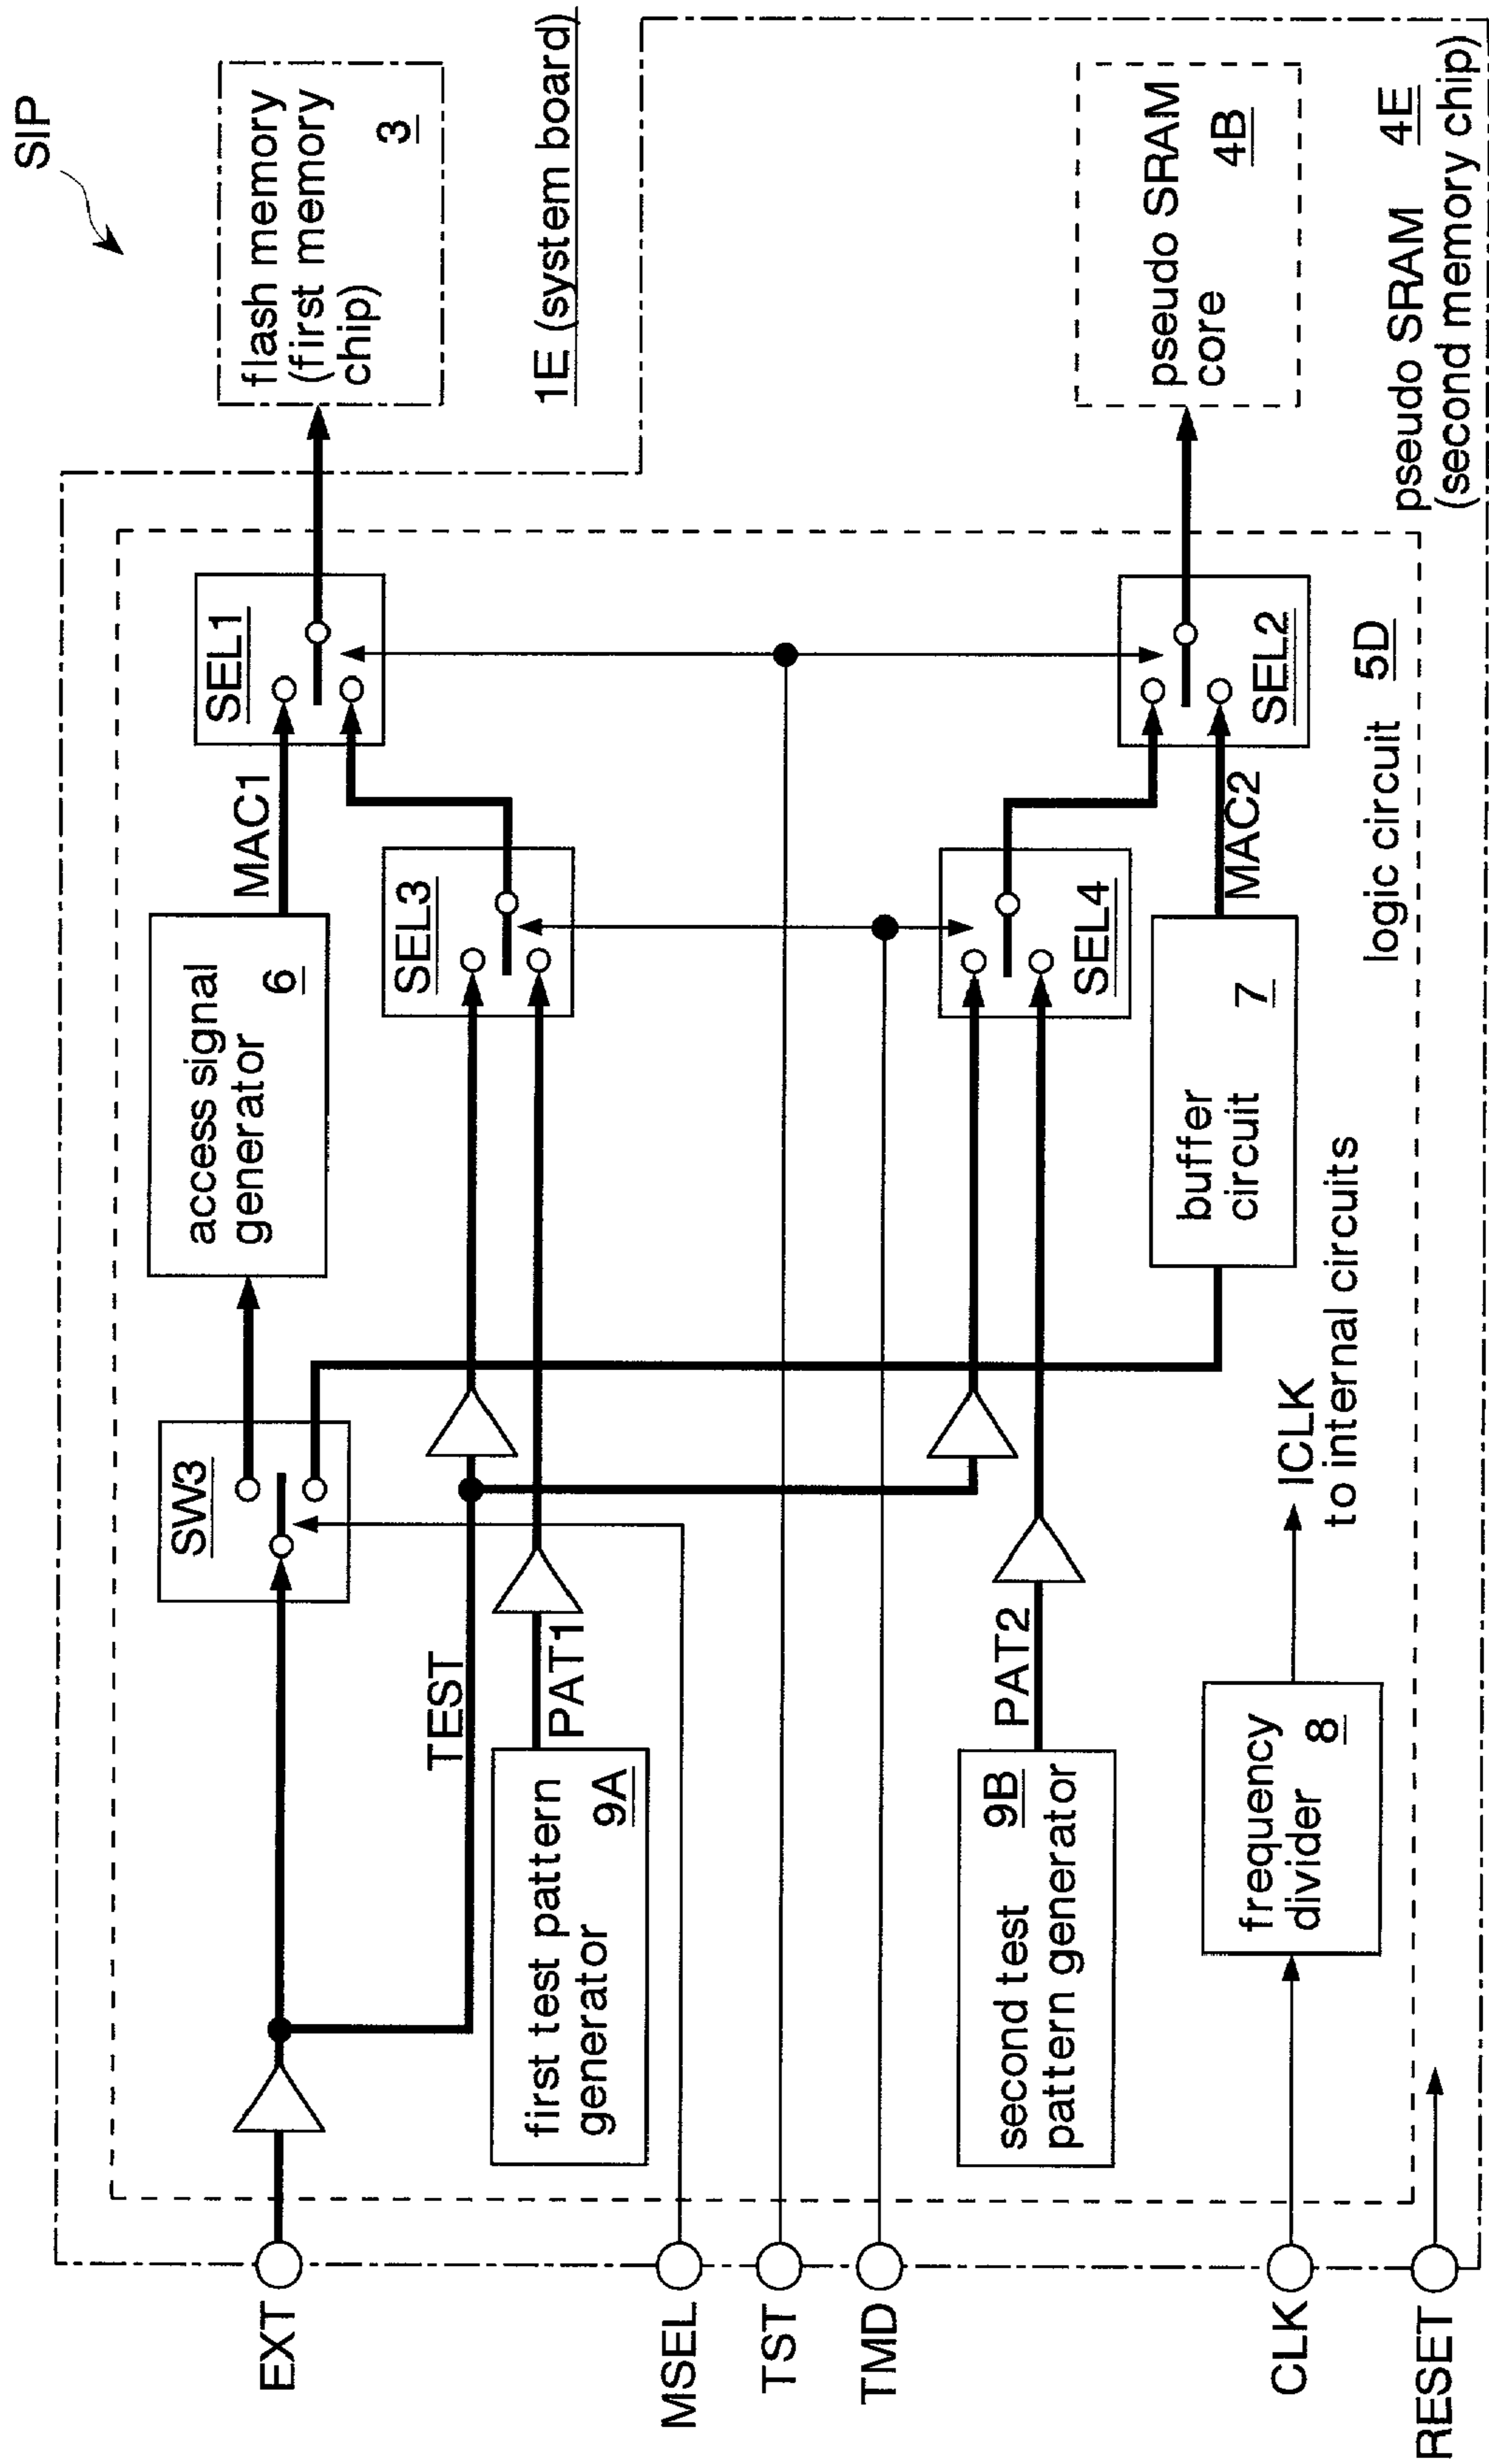 SIP
flash memory
(first memory
chip)
3
1E (system board)
SEL1
MAC1
access signal
generator
6
SW3
SEL3
TEST
first test pattern
generator
9A
PAT1
EXT
MSEL
TST
TMD
CLK
RESET
second test
pattern generator
9B
PAT2
SEL4
SEL2
MAC2
buffer
circuit
7
pseudo SRAM
core
4B
logic circuit
5D
frequency
divider
8
ICLK
to internal circuits
pseudo SRAM
4E
(second memory chip)